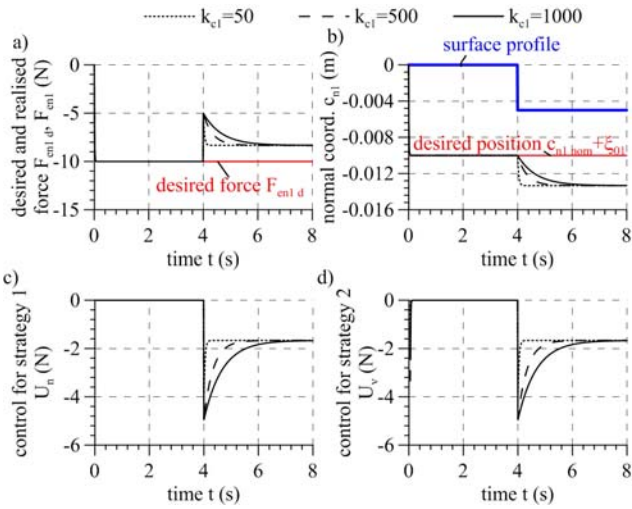 k_c1=50 k_c1=500 k_c1=1000
a)
desired and realised
force F_en1 d, F_en1 (N)
0
-5
-10
-15
desired force F_en1 d
0 2 4 6 8
time t (s)
b)
normal coord. c_n1 (m)
0
-0.004
-0.008
-0.012
-0.016
surface profile
desired position c_n1 nom+ξ_201
0 2 4 6 8
time t (s)
c)
control for strategy 1
U_n (N)
0
-2
-4
-6
0 2 4 6 8
time t (s)
d)
control for strategy 2
U_v (N)
0
-2
-4
-6
0 2 4 6 8
time t (s)